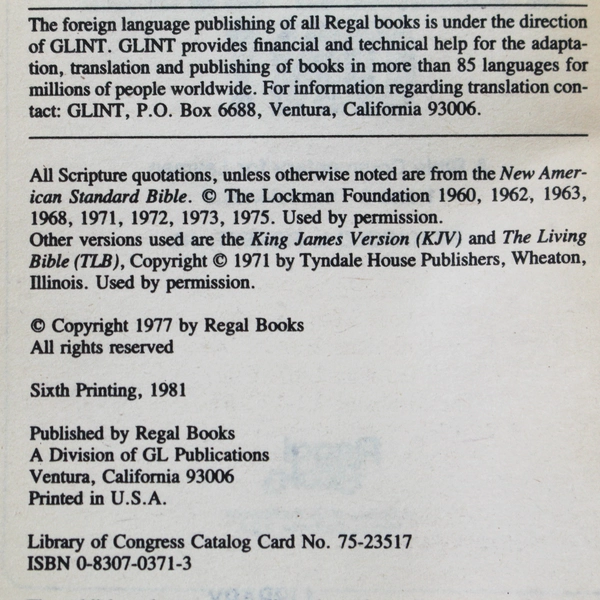 The foreign language publishing of all Regal books is under the direction
of GLINT. GLINT provides financial and technical help for the adapta-
tion, translation and publishing of books in more than 85 languages for
millions of people worldwide. For information regarding translation con-
tact: GLINT, P.O. Box 6688, Ventura, California 93006.
All Scripture quotations, unless otherwise noted are from the New Amer-
ican Standard Bible. © The Lockman Foundation 1960, 1962, 1963,
1968, 1971, 1972, 1973, 1975. Used by permission.
Other versions used are the King James Version (KJV) and The Living
Bible (TLB), Copyright © 1971 by Tyndale House Publishers, Wheaton,
Illinois. Used by permission.
© Copyright 1977 by Regal Books
All rights reserved
Sixth Printing, 1981
Published by Regal Books
A Division of GL Publications
Ventura, California 93006
Printed in U.S.A.
Library of Congress Catalog Card No. 75-23517
ISBN 0-8307-0371-3